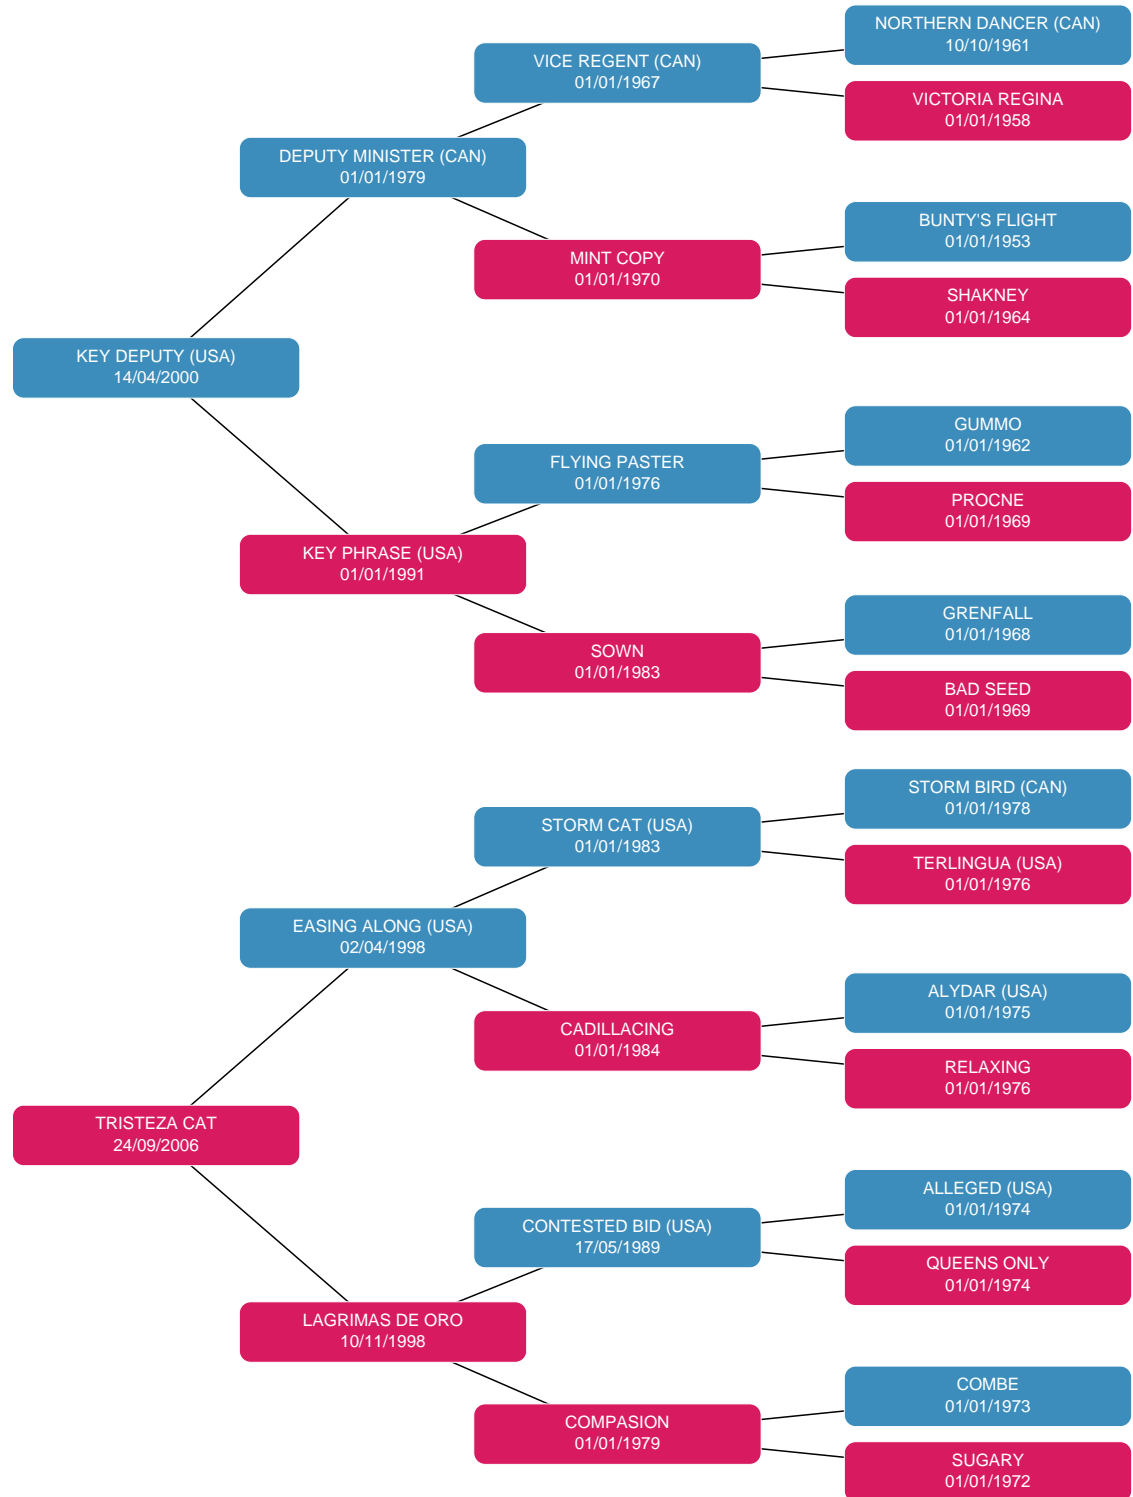 NORTHERN DANCER (CAN)
10/10/1961
VICE REGENT (CAN)
01/01/1967
VICTORIA REGINA
01/01/1958
DEPUTY MINISTER (CAN)
01/01/1979
BUNTY'S FLIGHT
01/01/1953
MINT COPY
01/01/1970
SHAKNEY
01/01/1964
KEY DEPUTY (USA)
14/04/2000
GUMMO
01/01/1962
FLYING PASTER
01/01/1976
PROCNE
01/01/1969
KEY PHRASE (USA)
01/01/1991
GRENFALL
01/01/1968
SOWN
01/01/1983
BAD SEED
01/01/1969
STORM BIRD (CAN)
01/01/1978
STORM CAT (USA)
01/01/1983
TERLINGUA (USA)
01/01/1976
EASING ALONG (USA)
02/04/1998
ALYDAR (USA)
01/01/1975
CADILLACING
01/01/1984
RELAXING
01/01/1976
TRISTEZA CAT
24/09/2006
ALLEGED (USA)
01/01/1974
CONTESTED BID (USA)
17/05/1989
QUEENS ONLY
01/01/1974
LAGRIMAS DE ORO
10/11/1998
COMBE
01/01/1973
COMPASION
01/01/1979
SUGARY
01/01/1972